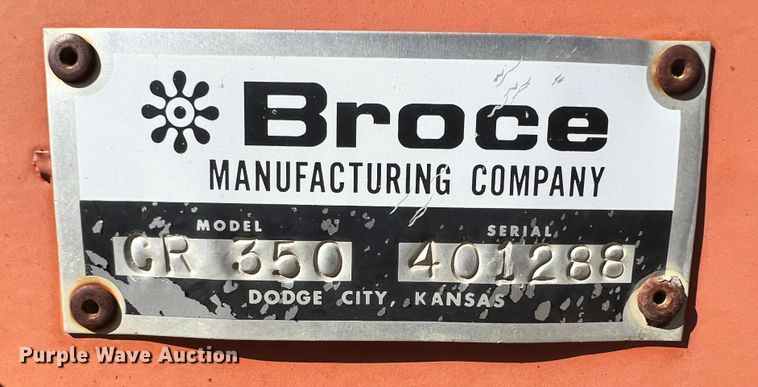 Broce
MANUFACTURING COMPANY
MODEL SERIAL
CR 350 401288
DODGE CITY, KANSAS
Purple Wave Auction